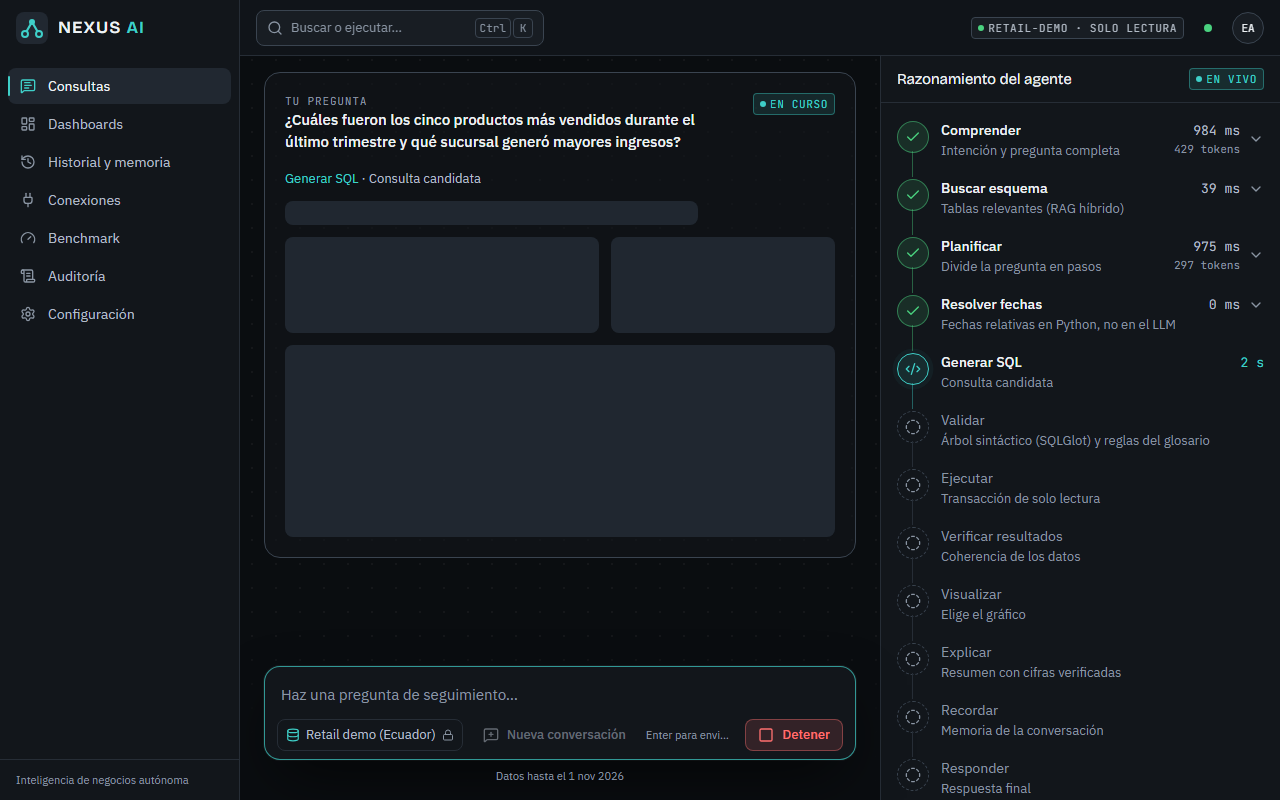 NEXUS AI
Buscar o ejecutar...
Ctrl K
RETAIL-DEMO · SOLO LECTURA
EA
Consultas
Dashboards
Historial y memoria
Conexiones
Benchmark
Auditoría
Configuración
Inteligencia de negocios autónoma
TU PREGUNTA
EN CURSO
¿Cuáles fueron los cinco productos más vendidos durante el
último trimestre y qué sucursal generó mayores ingresos?
Generar SQL · Consulta candidata
Haz una pregunta de seguimiento...
Retail demo (Ecuador)
Nueva conversación
Enter para envi...
Detener
Datos hasta el 1 nov 2026
Razonamiento del agente
EN VIVO
Comprender
984 ms
Intención y pregunta completa
429 tokens
Buscar esquema
39 ms
Tablas relevantes (RAG híbrido)
Planificar
975 ms
Divide la pregunta en pasos
297 tokens
Resolver fechas
0 ms
Fechas relativas en Python, no en el LLM
Generar SQL
2 s
Consulta candidata
Validar
Árbol sintáctico (SQLGlot) y reglas del glosario
Ejecutar
Transacción de solo lectura
Verificar resultados
Coherencia de los datos
Visualizar
Elige el gráfico
Explicar
Resumen con cifras verificadas
Recordar
Memoria de la conversación
Responder
Respuesta final